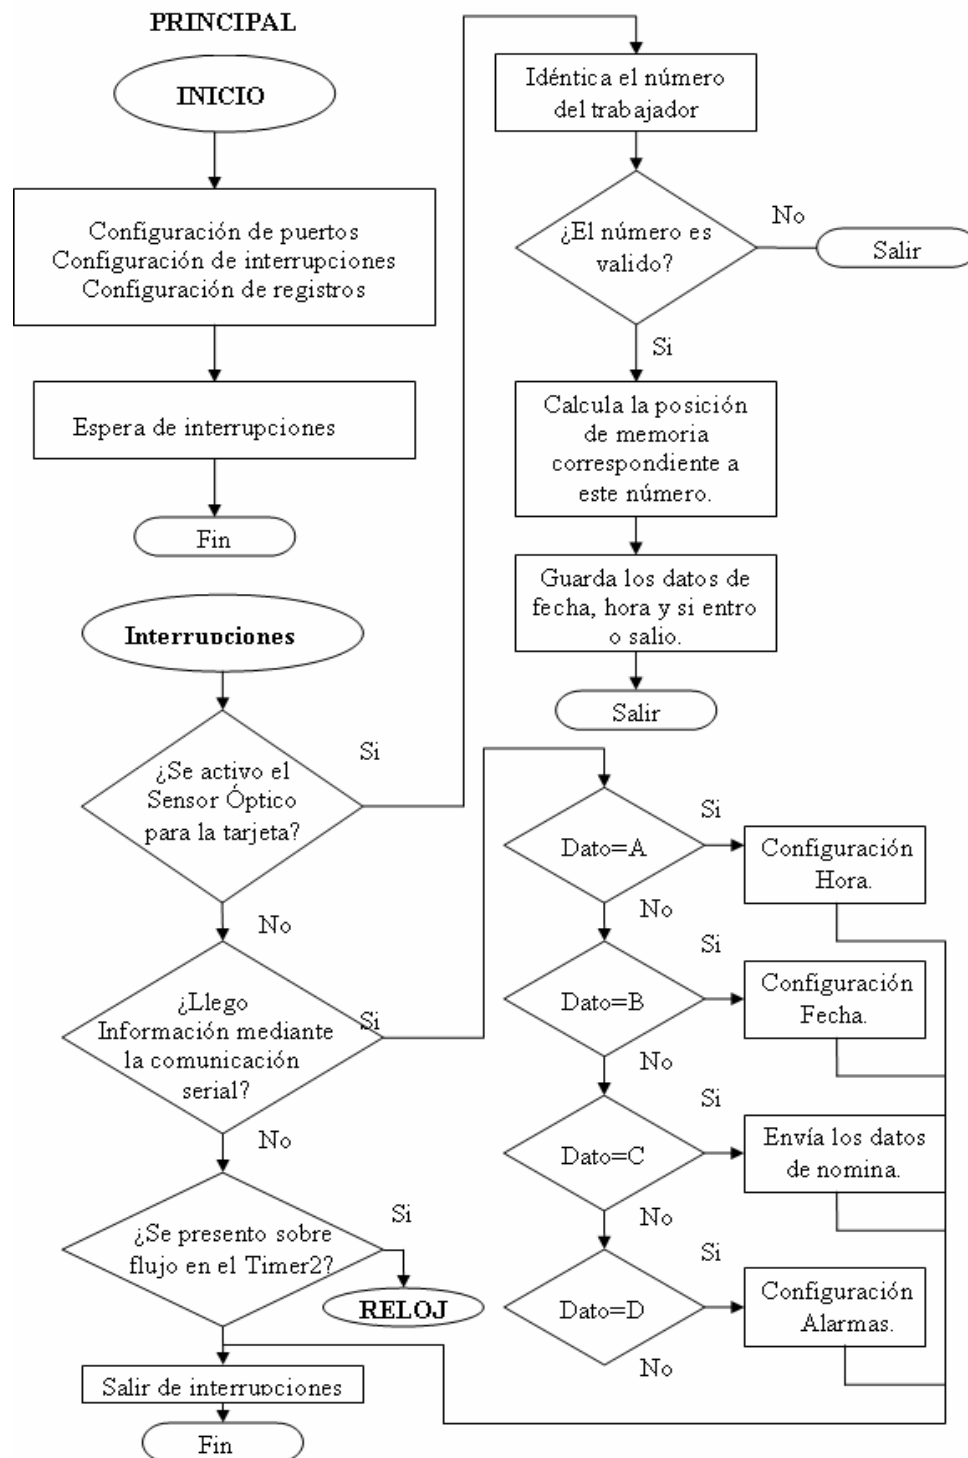 PRINCIPAL
INICIO
Configuración de puertos
Configuración de interrupciones
Configuración de registros
Espera de interrupciones
Fin
Interrupciones
¿Se activo el
Sensor Óptico
para la tarjeta?
Si
No
¿Llego
Información mediante
la comunicación
serial?
Si
No
¿Se presento sobre
flujo en el Timer2?
Si
RELOJ
Salir de interrupciones
Fin
Idéntica el número
del trabajador
¿El número es
valido?
No
Salir
Si
Calcula la posición
de memoria
correspondiente a
este número.
Guarda los datos de
fecha, hora y si entro
o salio.
Salir
Dato=A
Si
Configuración
Hora.
No
Dato=B
Si
Configuración
Fecha.
No
Dato=C
Si
Envía los datos
de nomina.
No
Dato=D
Si
Configuración
Alarmas.
No